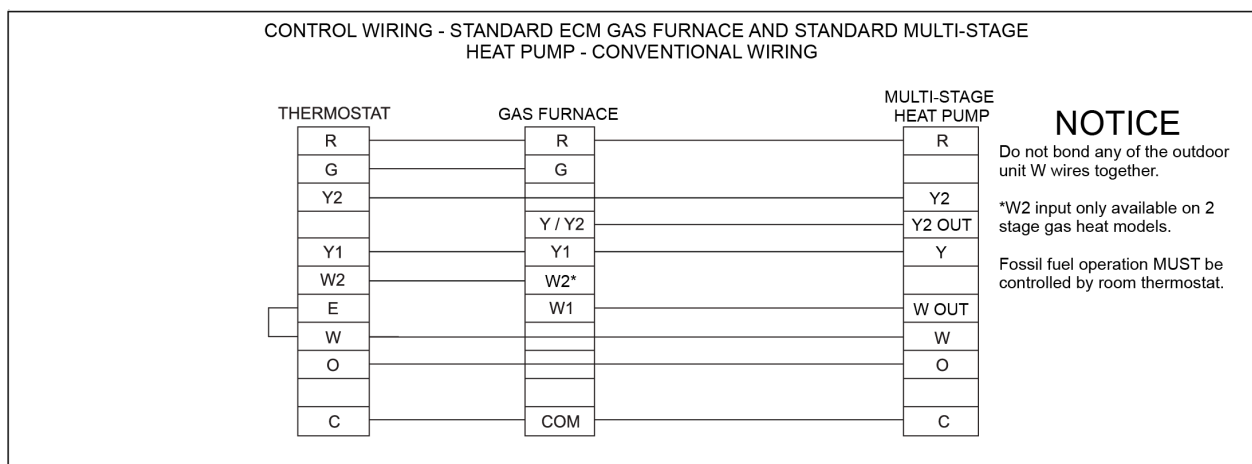 CONTROL WIRING - STANDARD ECM GAS FURNACE AND STANDARD MULTI-STAGE
HEAT PUMP - CONVENTIONAL WIRING
THERMOSTAT
R
G
Y2
Y1
W2
E
W
O
C
GAS FURNACE
R
G
Y / Y2
Y1
W2*
W1
COM
MULTI-STAGE
HEAT PUMP
R
Y2
Y2 OUT
Y
W OUT
W
O
C
NOTICE
Do not bond any of the outdoor
unit W wires together.
*W2 input only available on 2
stage gas heat models.
Fossil fuel operation MUST be
controlled by room thermostat.